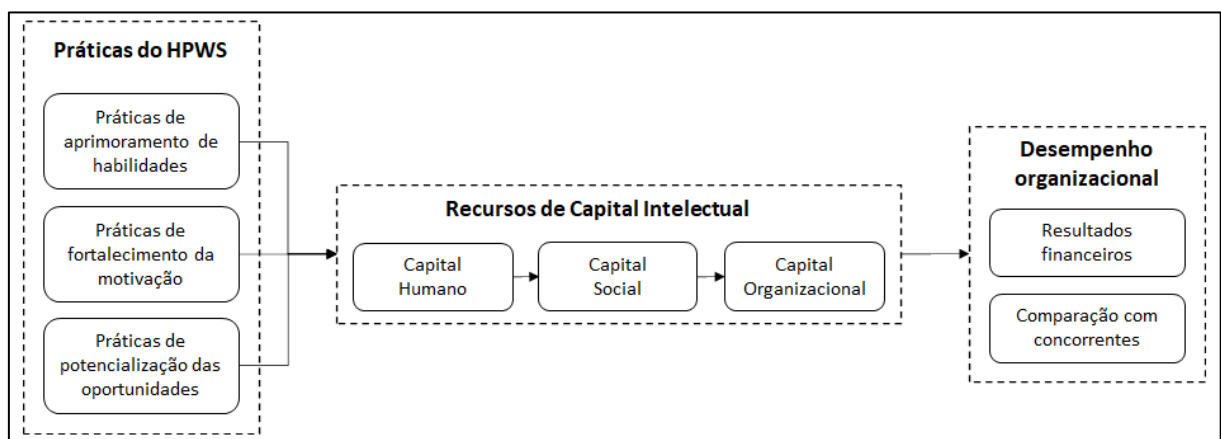 Práticas do HPWS
Práticas de
aprimoramento de
habilidades
Práticas de
fortalecimento da
motivação
Práticas de
potencialização das
oportunidades
Recursos de Capital Intelectual
Capital
Humano
Capital
Social
Capital
Organizacional
Desempenho
organizacional
Resultados
financeiros
Comparação com
concorrentes